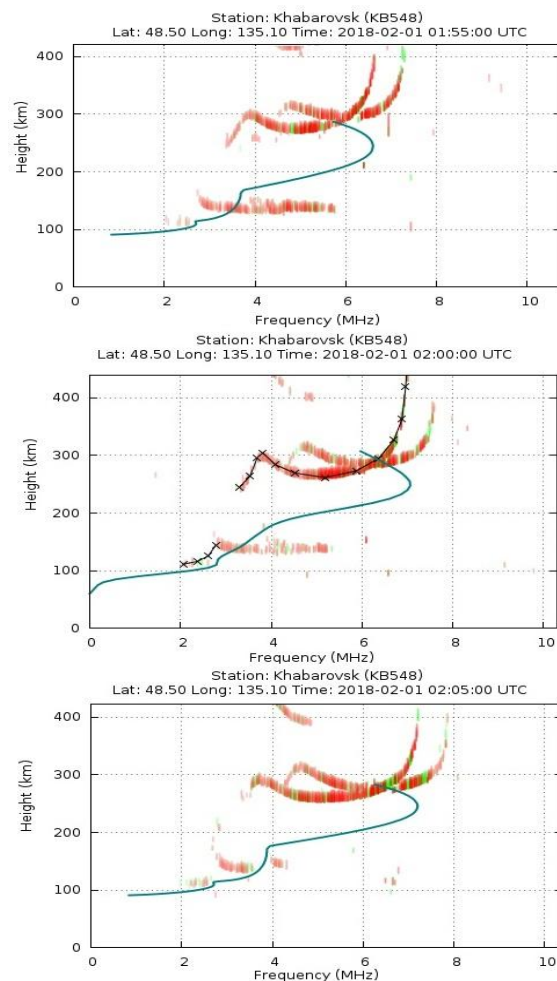 Station: Khabarovsk (KB548)
Lat: 48.50 Long: 135.10 Time: 2018-02-01 01:55:00 UTC
400
300
200
100
0
Height (km)
0 2 4 6 8 10
Frequency (MHz)
Station: Khabarovsk (KB548)
Lat: 48.50 Long: 135.10 Time: 2018-02-01 02:00:00 UTC
400
300
200
100
0
Height (km)
0 2 4 6 8 10
Frequency (MHz)
Station: Khabarovsk (KB548)
Lat: 48.50 Long: 135.10 Time: 2018-02-01 02:05:00 UTC
400
300
200
100
0
Height (km)
0 2 4 6 8 10
Frequency (MHz)